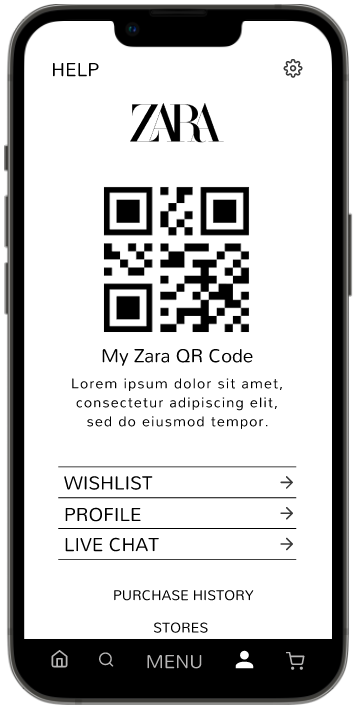 HELP
ZARA
My Zara QR Code
Lorem ipsum dolor sit amet,
consectetur adipiscing elit,
sed do eiusmod tempor.
WISHLIST
PROFILE
LIVE CHAT
PURCHASE HISTORY
STORES
MENU